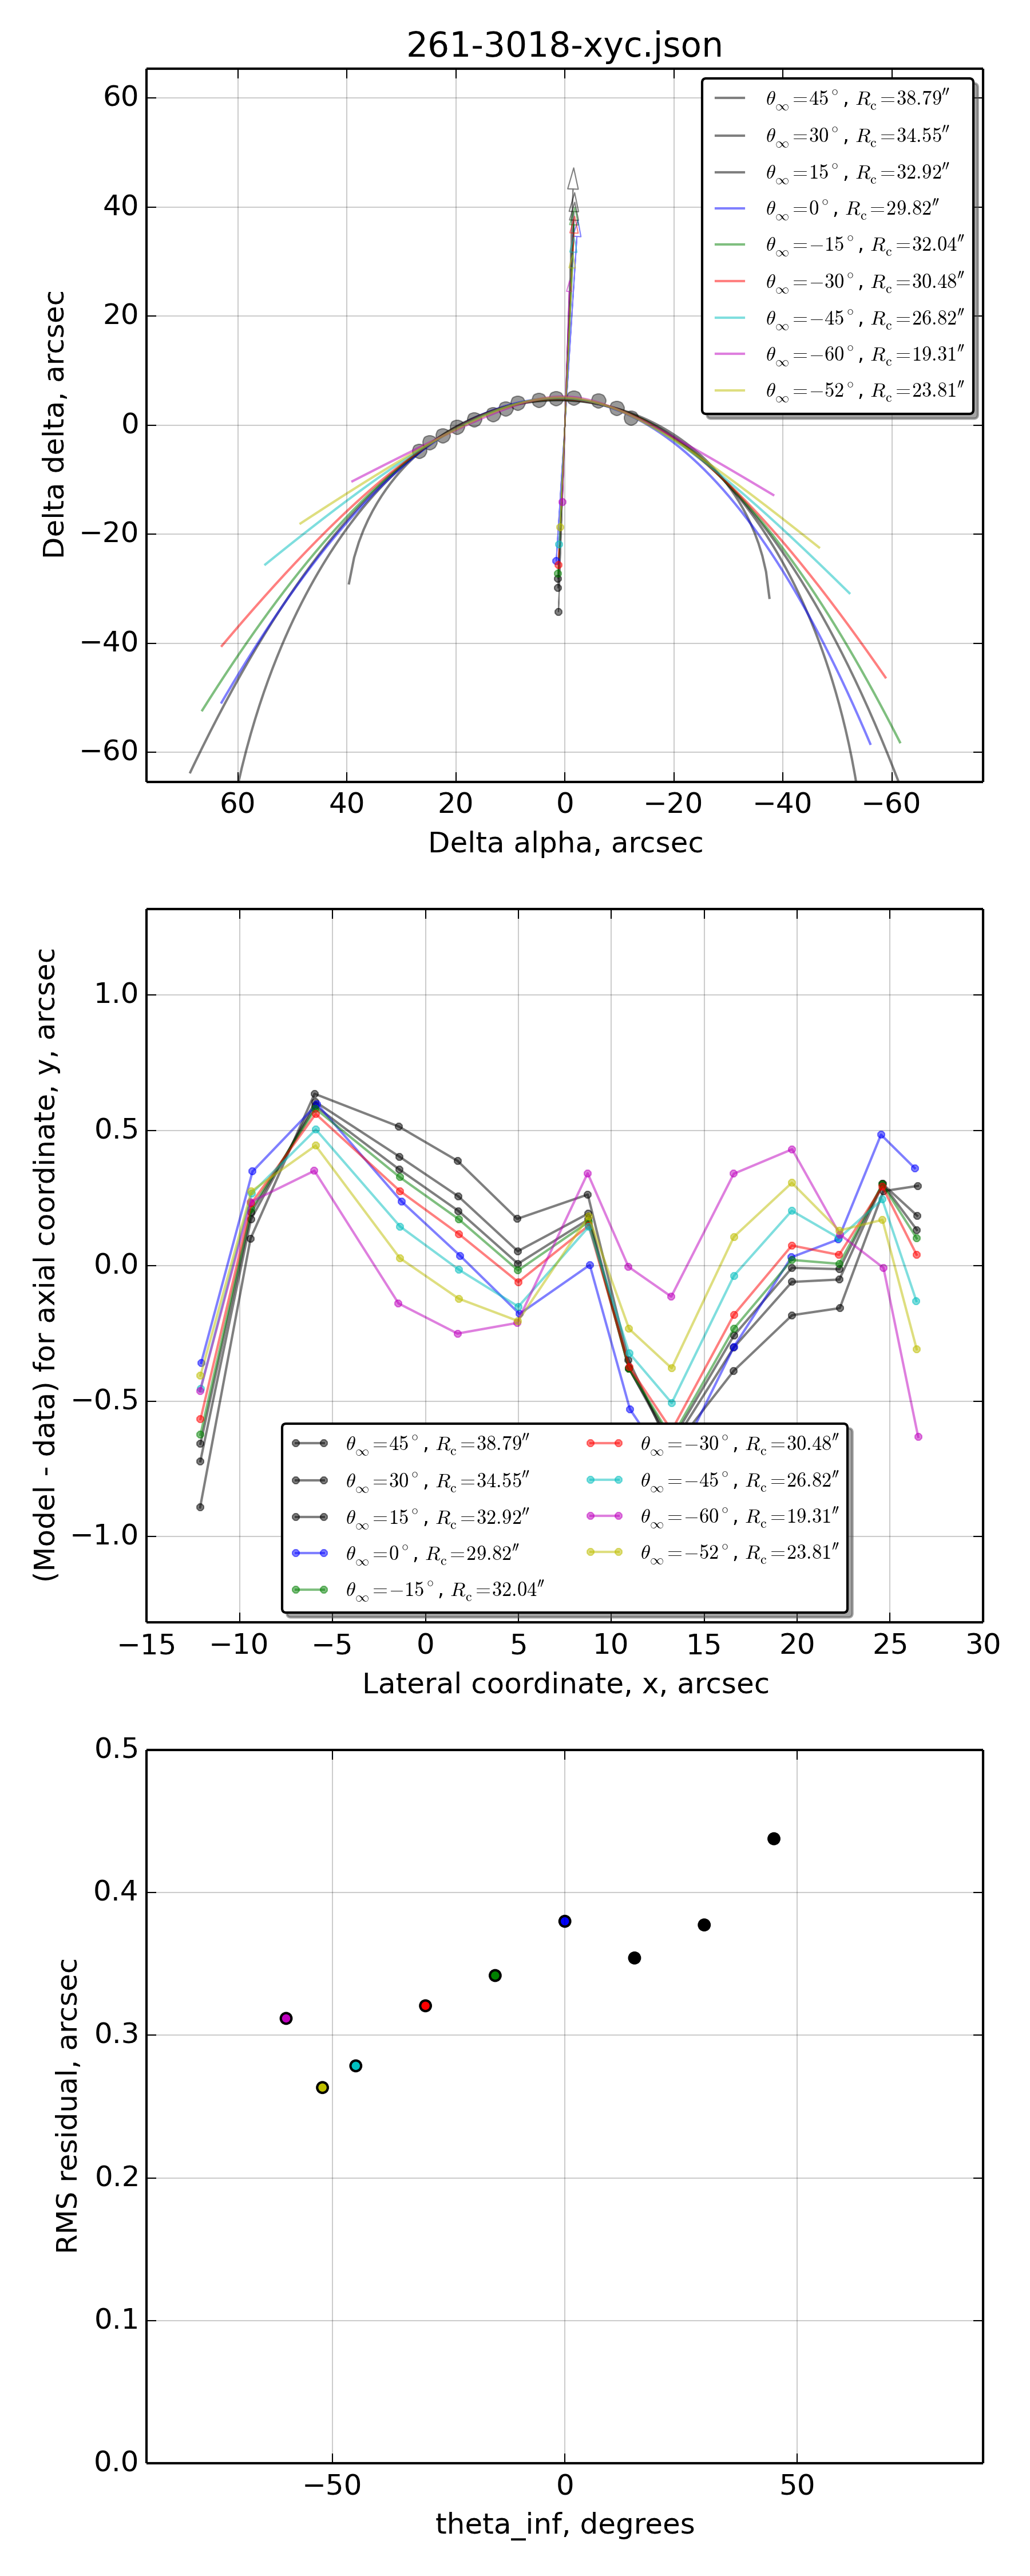 261-3018-xyc.json
60
40
20
0
−20
−40
−60
Delta delta, arcsec
θ∞=45°, Rc=38.79″
θ∞=30°, Rc=34.55″
θ∞=15°, Rc=32.92″
θ∞=0°, Rc=29.82″
θ∞=−15°, Rc=32.04″
θ∞=−30°, Rc=30.48″
θ∞=−45°, Rc=26.82″
θ∞=−60°, Rc=19.31″
θ∞=−52°, Rc=23.81″
60 40 20 0 −20 −40 −60
Delta alpha, arcsec
1.0
0.5
0.0
−0.5
−1.0
(Model - data) for axial coordinate, y, arcsec
θ∞=45°, Rc=38.79″
θ∞=30°, Rc=34.55″
θ∞=15°, Rc=32.92″
θ∞=0°, Rc=29.82″
θ∞=−15°, Rc=32.04″
θ∞=−30°, Rc=30.48″
θ∞=−45°, Rc=26.82″
θ∞=−60°, Rc=19.31″
θ∞=−52°, Rc=23.81″
−15 −10 −5 0 5 10 15 20 25 30
Lateral coordinate, x, arcsec
0.5
0.4
0.3
0.2
0.1
0.0
RMS residual, arcsec
−50 0 50
theta_inf, degrees